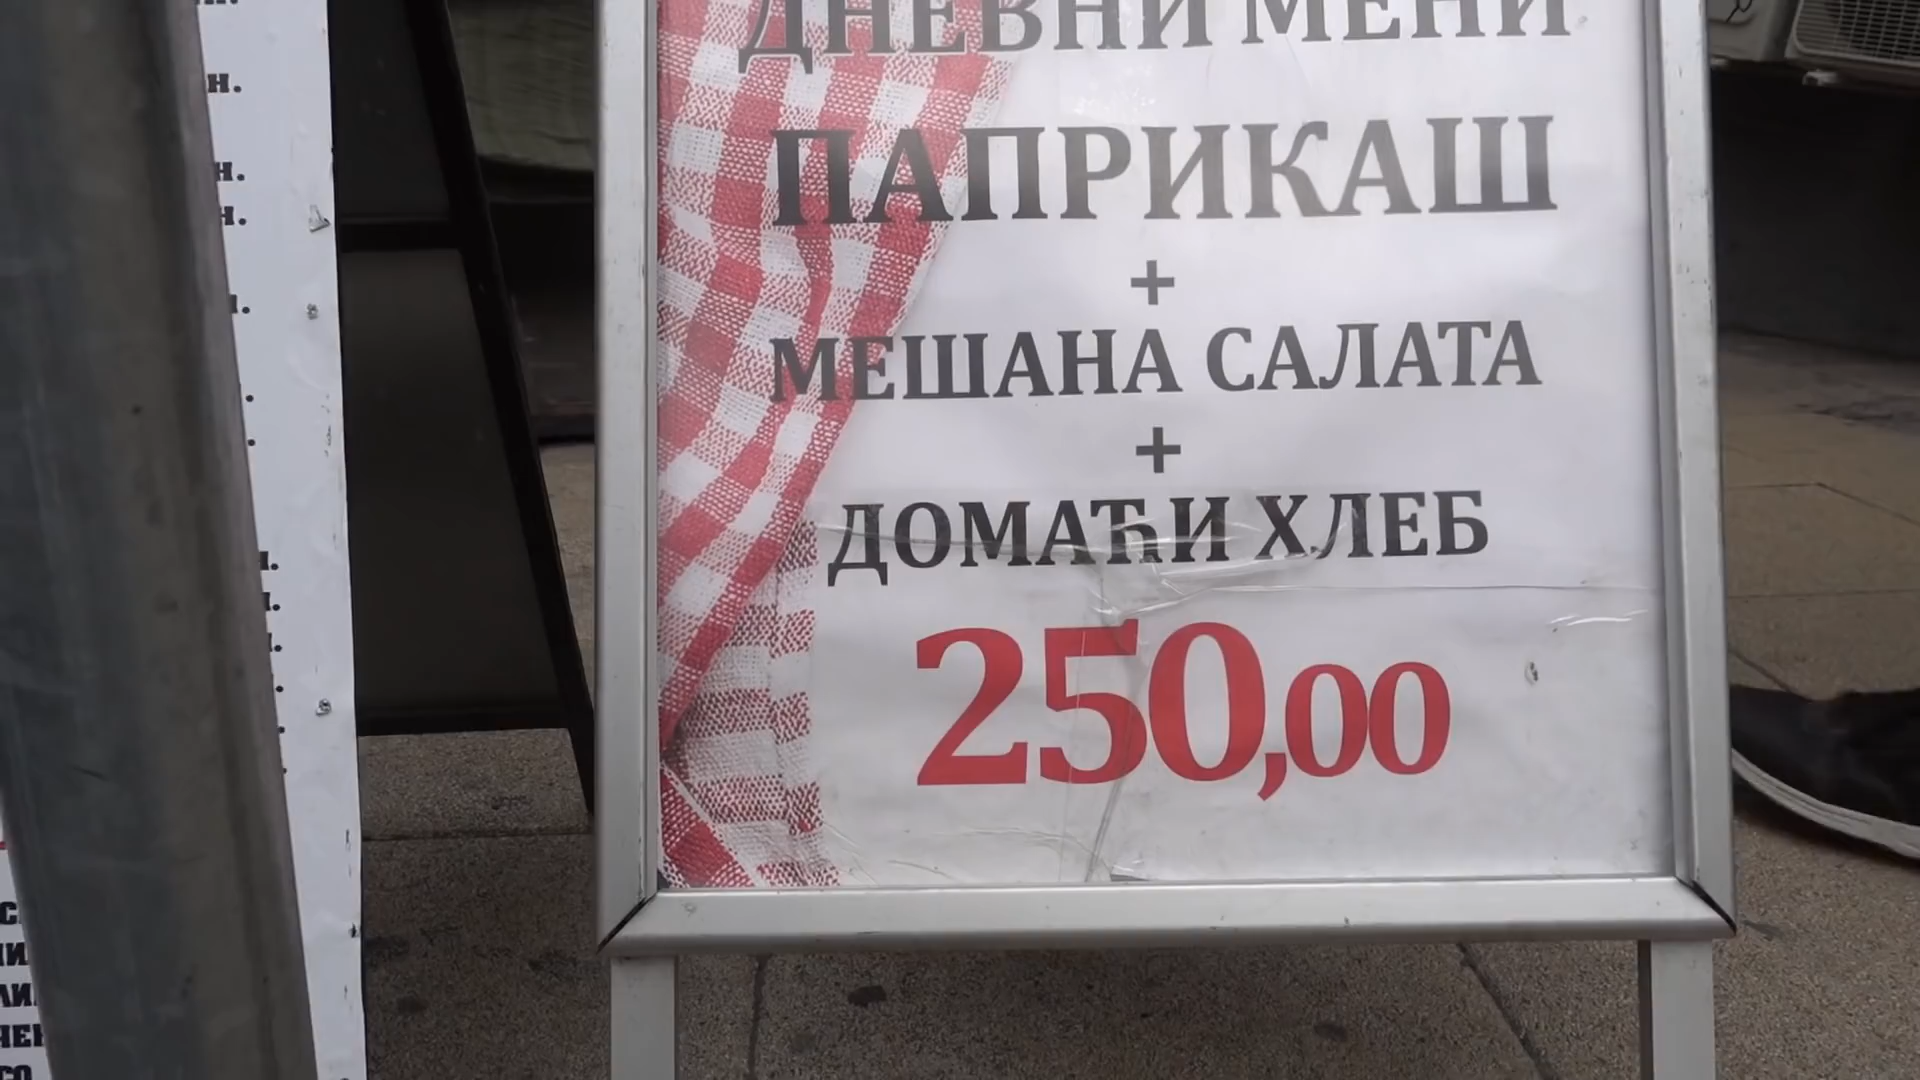 ДНЕВНИ МЕНИ
ПАПРИКАШ
+
МЕШАНА САЛАТА
+
ДОМАЋИ ХЛЕБ
250,00